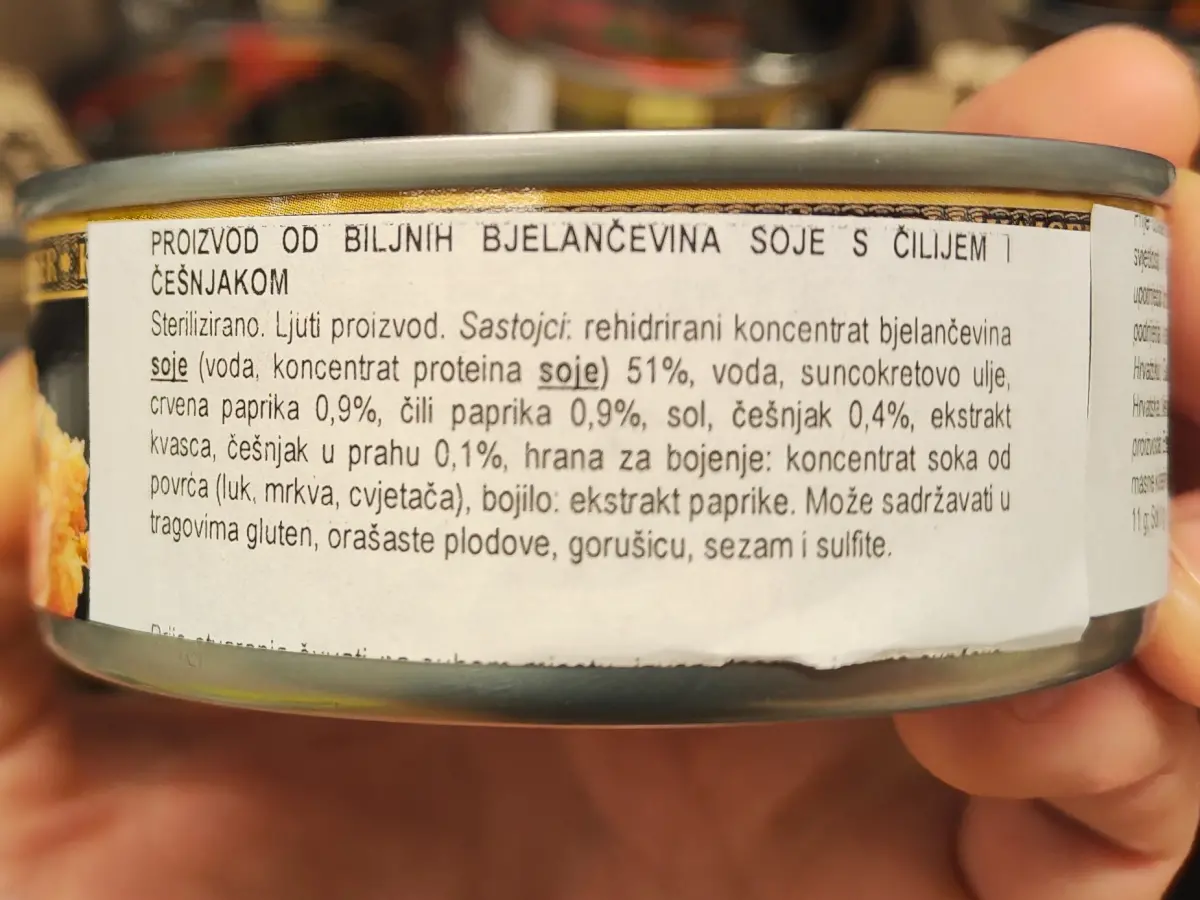 PROIZVOD OD BILJNIH BJELANČEVINA SOJE S ČILIJEM I
ČEŠNJAKOM
Sterilizirano. Ljuti proizvod. Sastojci: rehidrirani koncentrat bjelančevina
soje (voda, koncentrat proteina soje) 51%, voda, suncokretovo ulje,
crvena paprika 0,9%, čili paprika 0,9%, sol, češnjak 0,4%, ekstrakt
kvasca, češnjak u prahu 0,1%, hrana za bojenje: koncentrat soka od
povrća (luk, mrkva, cvjetača), bojilo: ekstrakt paprike. Može sadržavati u
tragovima gluten, orašaste plodove, gorušicu, sezam i sulfite.